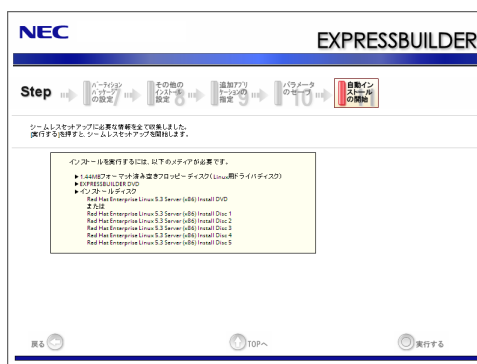 NEC
EXPRESSBUILDER
Step
パーティション
パッケージ
の設定 7
その他の
インストール
設定 8
追加アプリ
ケーションの
指定 9
パラメータ
のセーブ 10
自動イン
ストール
の開始 11
シームレスセットアップに必要な情報を全て収集しました。
[実行する]を押すと、シームレスセットアップを開始します。
インストールを実行するには、以下のメディアが必要です。
▶1.44MBフォーマット済み空きフロッピーディスク(Linux用ドライバディスク)
▶EXPRESSBUILDER DVD
▶インストールディスク
Red Hat Enterprise Linux 5.3 Server (x86) Install DVD
または
Red Hat Enterprise Linux 5.3 Server (x86) Install Disc 1
Red Hat Enterprise Linux 5.3 Server (x86) Install Disc 2
Red Hat Enterprise Linux 5.3 Server (x86) Install Disc 3
Red Hat Enterprise Linux 5.3 Server (x86) Install Disc 4
Red Hat Enterprise Linux 5.3 Server (x86) Install Disc 5
戻る
TOPへ
実行する